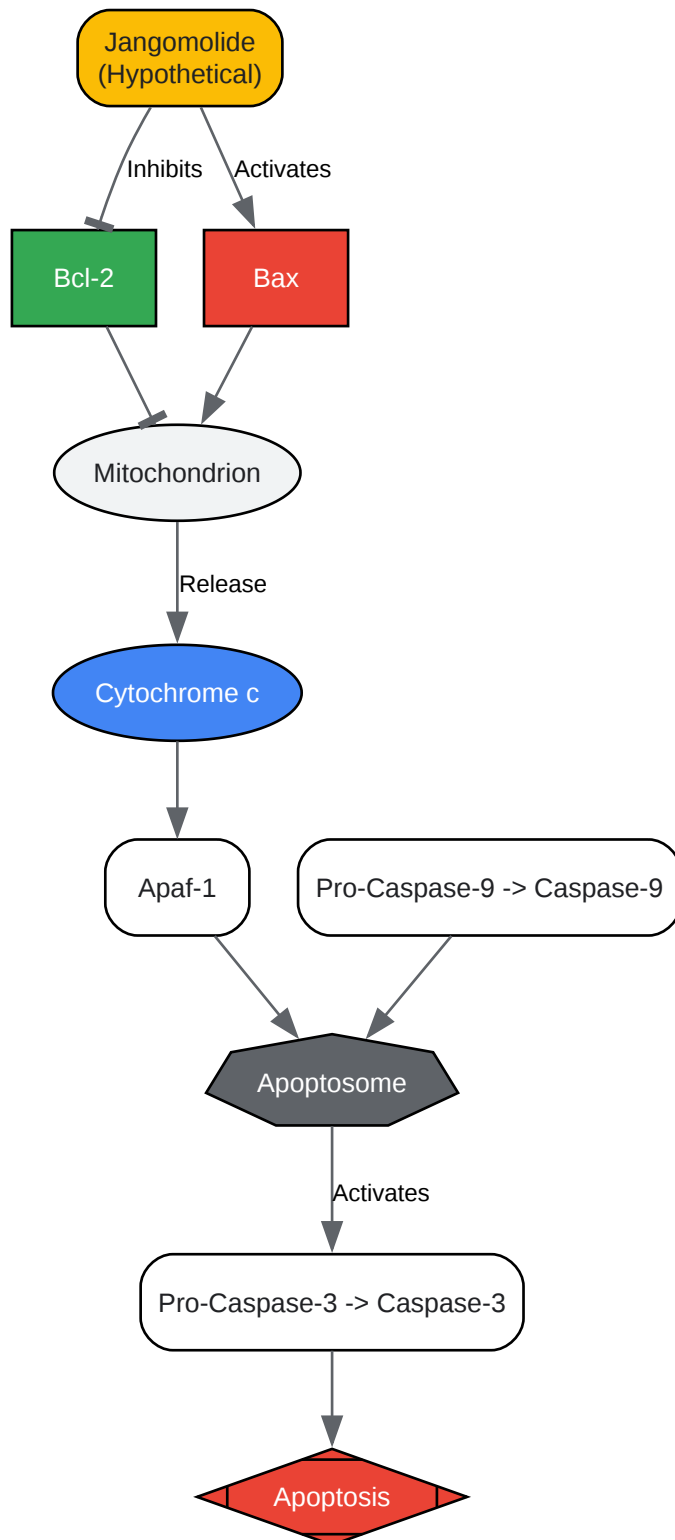 Jangomolide
(Hypothetical)
Inhibits
Activates
Bcl-2
Bax
Mitochondrion
Release
Cytochrome c
Apaf-1
Pro-Caspase-9 -> Caspase-9
Apoptosome
Activates
Pro-Caspase-3 -> Caspase-3
Apoptosis